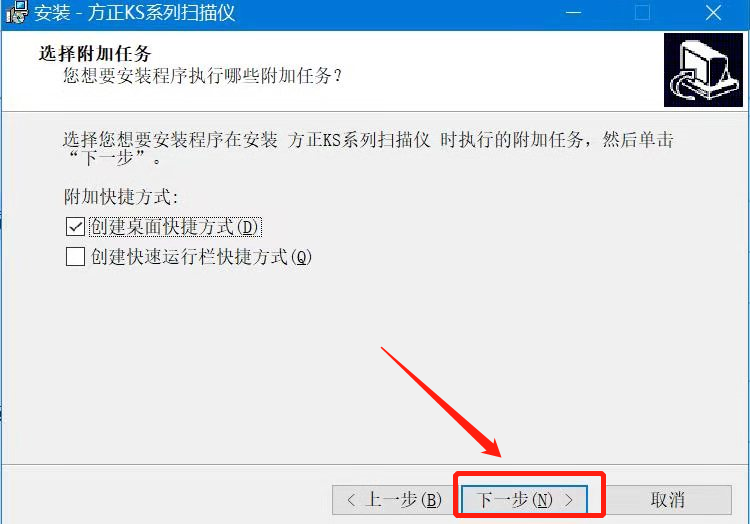 安装 - 方正KS系列扫描仪
选择附加任务
您想要安装程序执行哪些附加任务？
选择您想要安装程序在安装 方正KS系列扫描仪 时执行的附加任务，然后单击
“下一步”。
附加快捷方式:
创建桌面快捷方式(D)
创建快速运行栏快捷方式(Q)
< 上一步(B)
下一步(N) >
取消